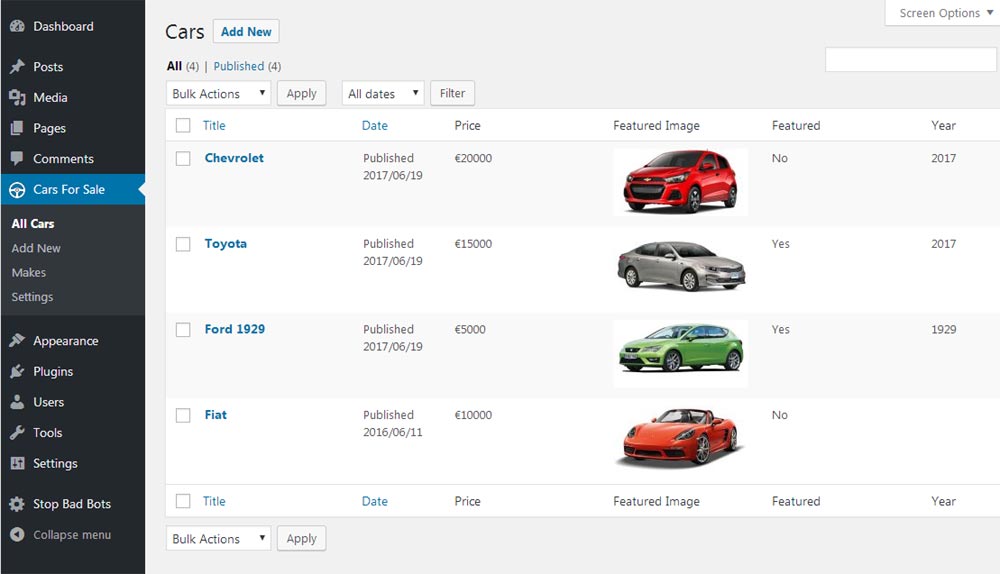 Dashboard
Posts
Media
Pages
Comments
Cars For Sale
All Cars
Add New
Makes
Settings
Appearance
Plugins
Users
Tools
Settings
Stop Bad Bots
Collapse menu
Screen Options
Cars Add New
All (4) | Published (4)
Bulk Actions Apply All dates Filter
Title Date Price Featured Image Featured Year
Chevrolet Published €20000 No 2017
2017/06/19
Toyota Published €15000 Yes 2017
2017/06/19
Ford 1929 Published €5000 Yes 1929
2017/06/19
Fiat Published €10000 No
2016/06/11
Title Date Price Featured Image Featured Year
Bulk Actions Apply